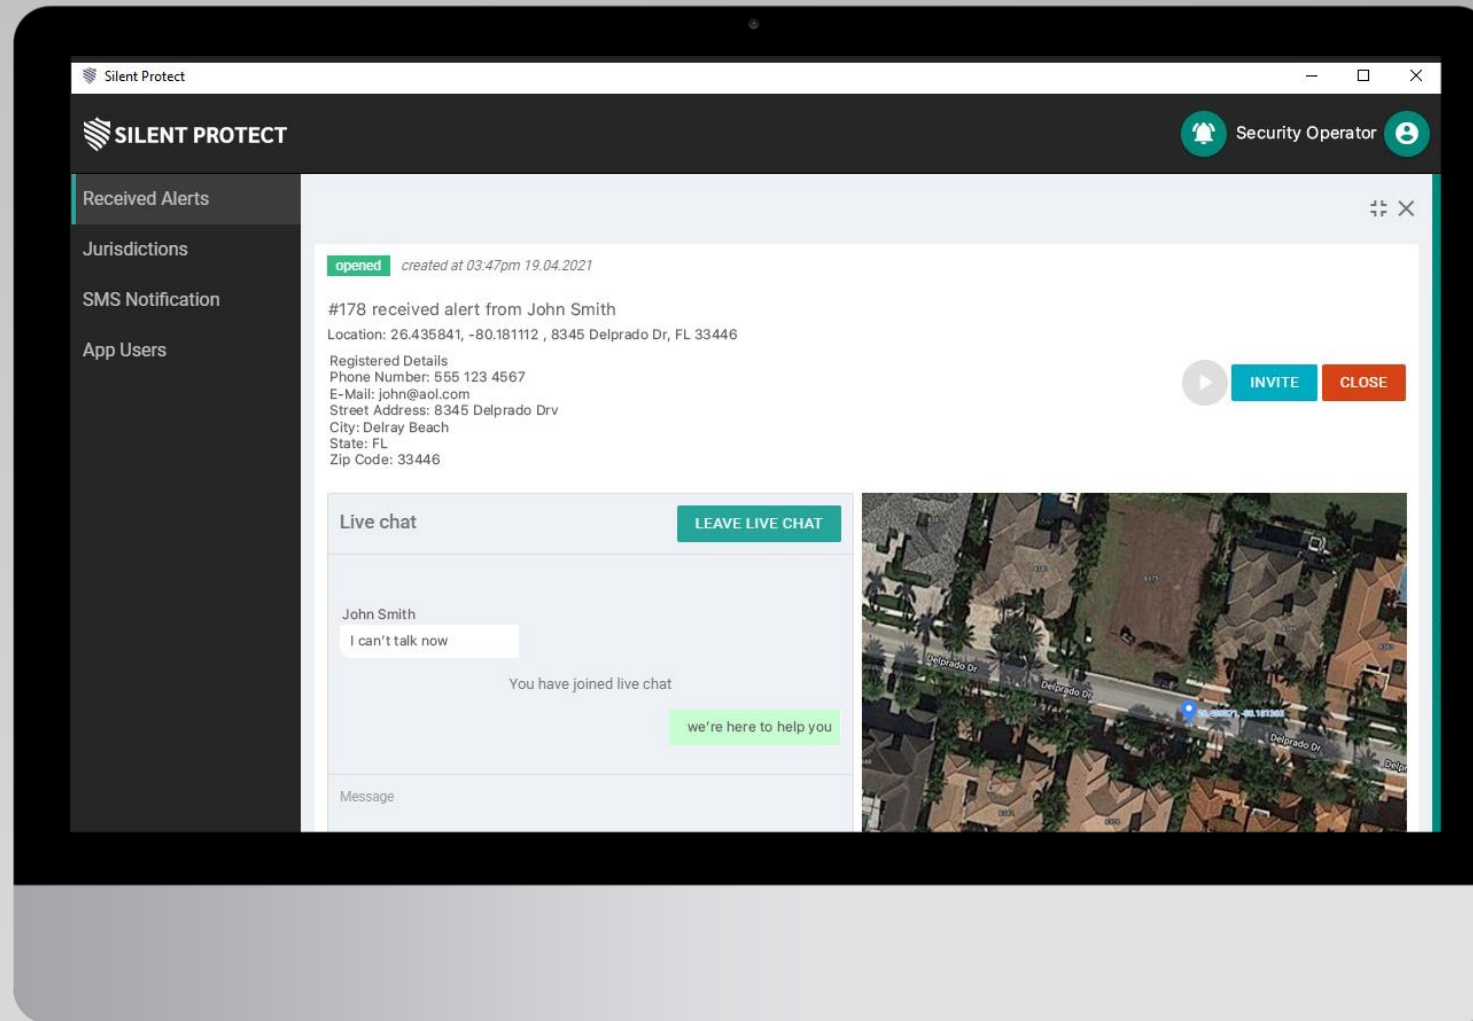 Silent Protect
SILENT PROTECT
Security Operator
Received Alerts
Jurisdictions
SMS Notification
App Users
opened created at 03:47pm 19.04.2021
#178 received alert from John Smith
Location: 26.435841, -80.181112 , 8345 Delprado Dr, FL 33446
Registered Details
Phone Number: 555 123 4567
E-Mail: john@aol.com
Street Address: 8345 Delprado Drv
City: Delray Beach
State: FL
Zip Code: 33446
INVITE CLOSE
Live chat
LEAVE LIVE CHAT
John Smith
I can't talk now
You have joined live chat
we're here to help you
Message
8375
Delprado Dr
Delprado Dr
Delprado Dr